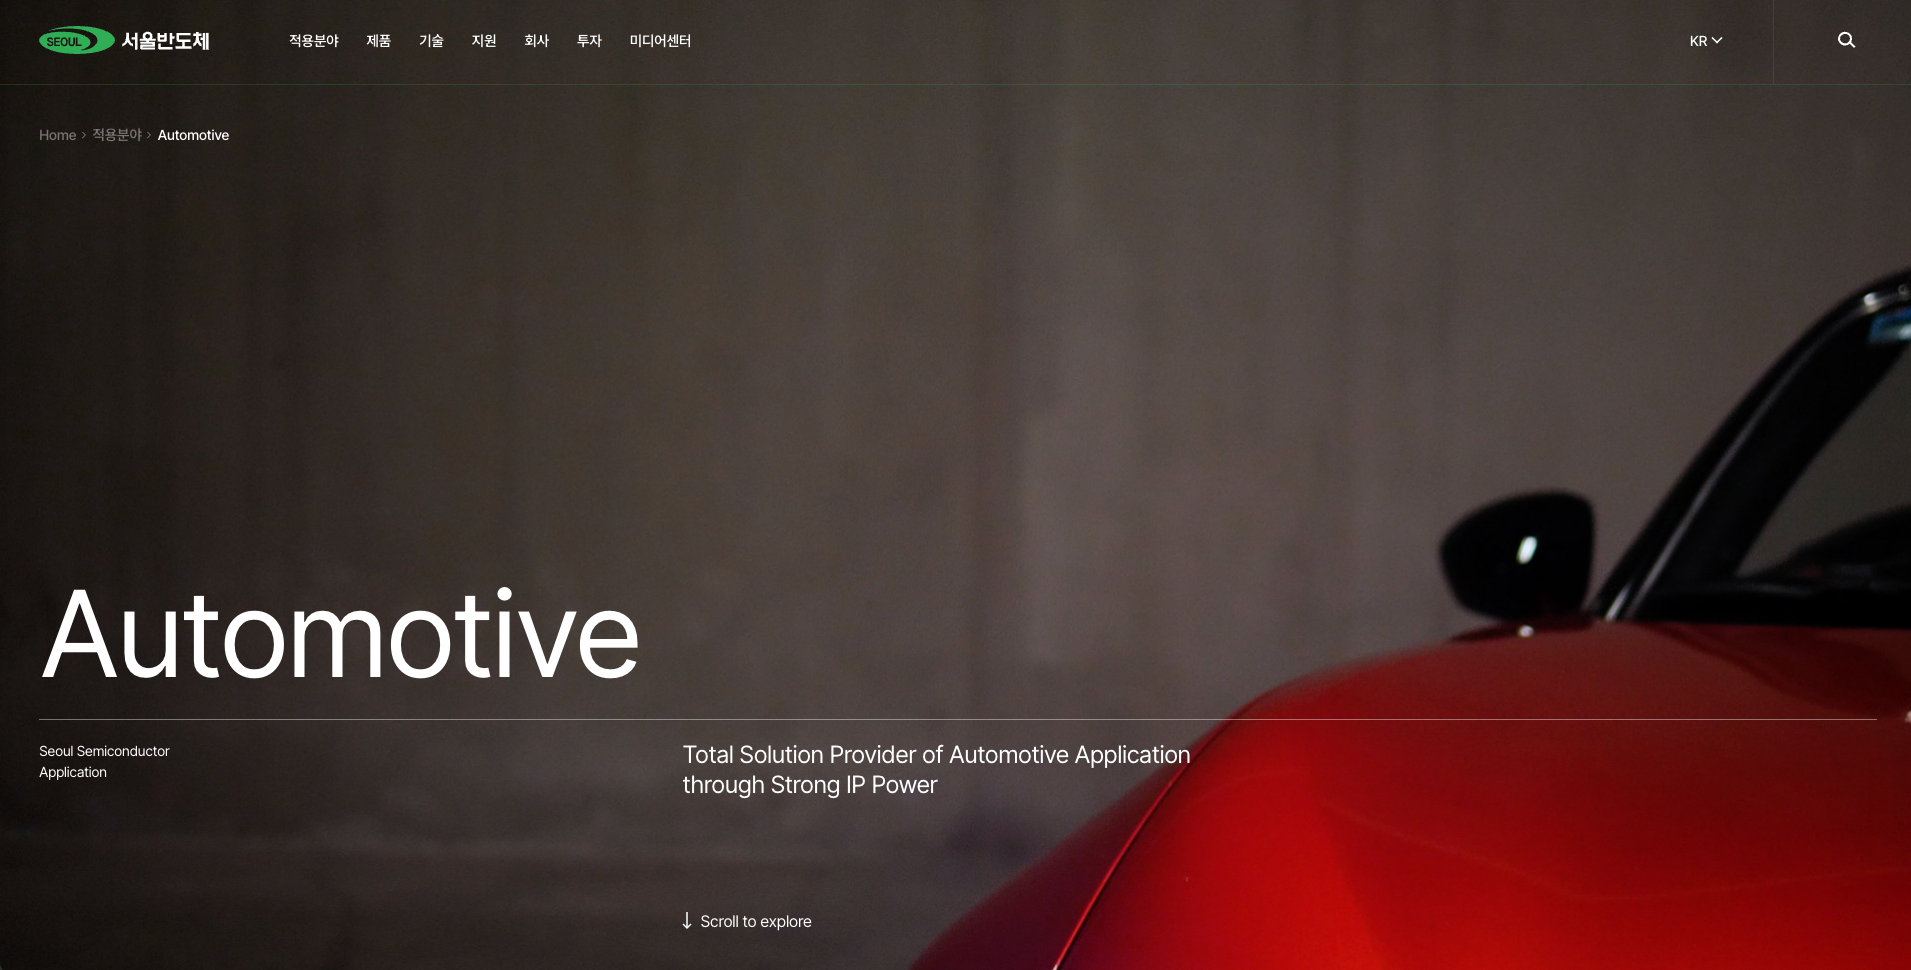 SEOUL 서울반도체
적용분야 제품 기술 지원 회사 투자 미디어센터
KR
Home > 적용분야 > Automotive
Automotive
Seoul Semiconductor
Application
Total Solution Provider of Automotive Application
through Strong IP Power
↓ Scroll to explore